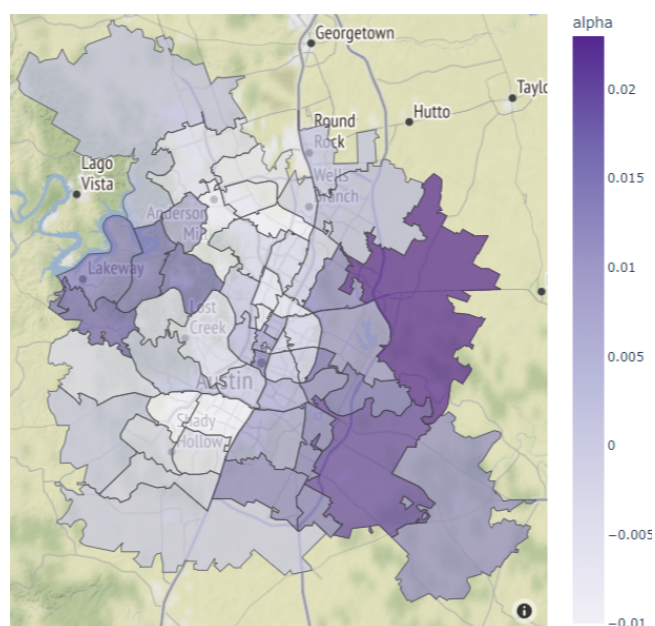 alpha
Georgetown
Taylo
Hutto
Round
Rock
Wells
Branch
Lago
Vista
Anderson
Mill
Lakeway
Lost
Creek
Austin
Shady
Hollow
0.02
0.015
0.01
0.005
0
−0.005
−0.01
i